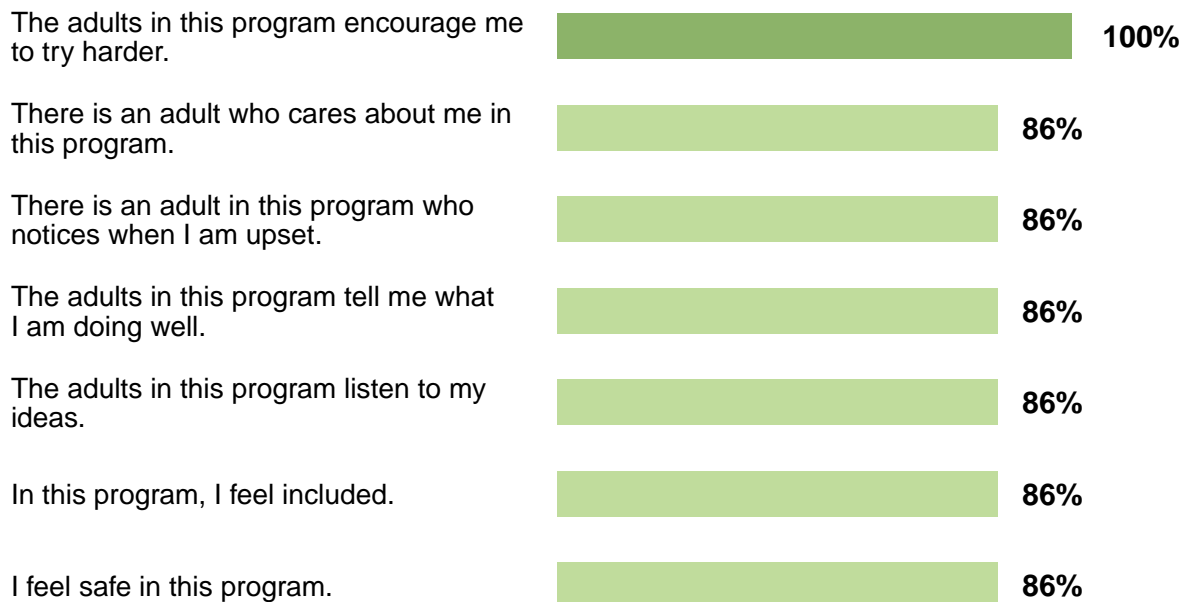 The adults in this program encourage me
to try harder.
100%
There is an adult who cares about me in
this program.
86%
There is an adult in this program who
notices when I am upset.
86%
The adults in this program tell me what
I am doing well.
86%
The adults in this program listen to my
ideas.
86%
In this program, I feel included.
86%
I feel safe in this program.
86%